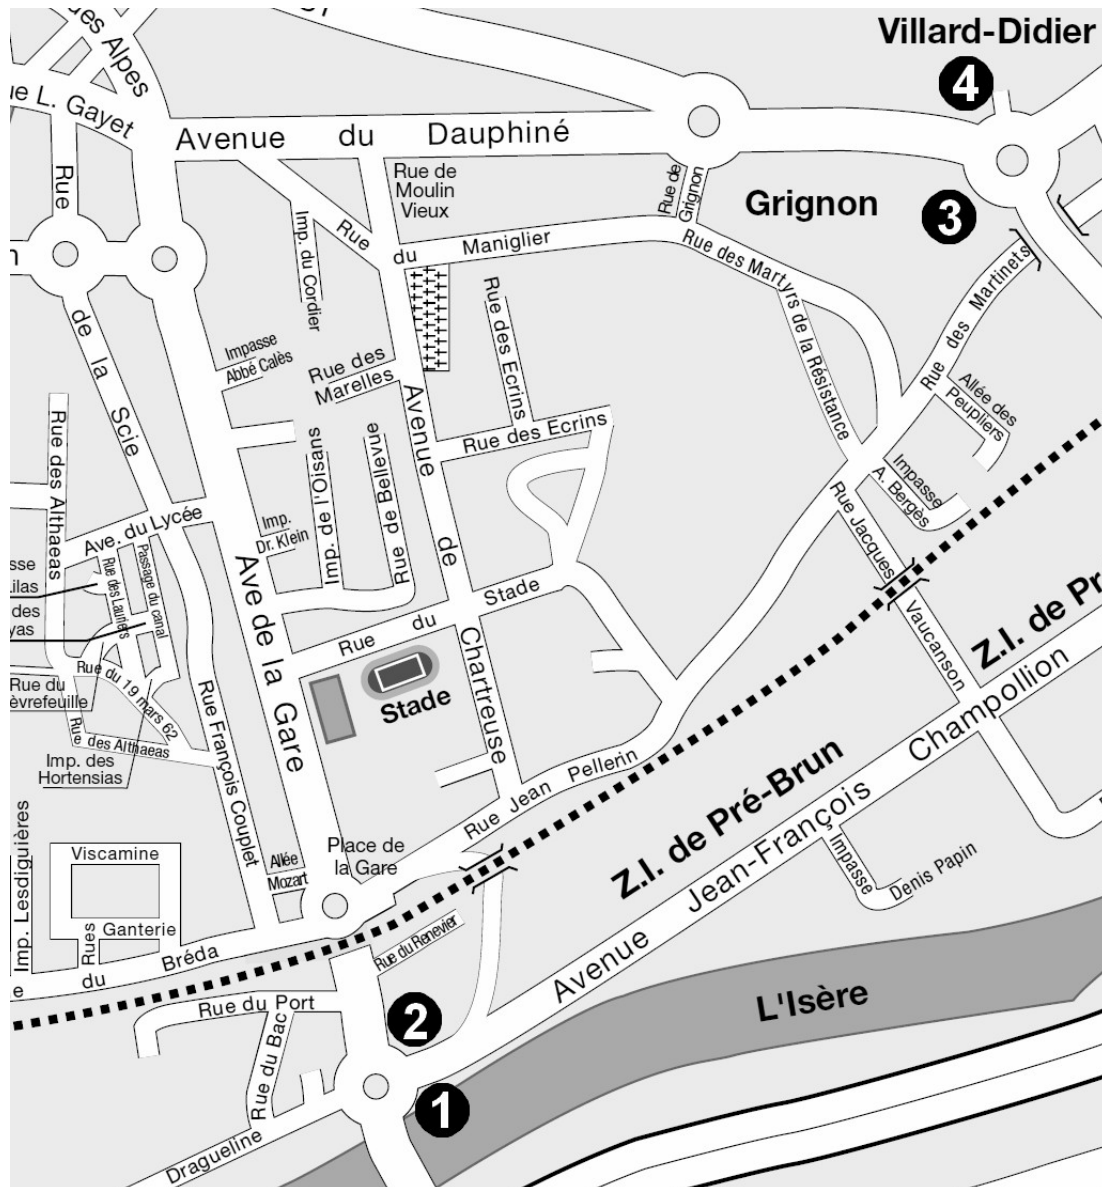 des Alpes
Villard-Didier
4
ue L. Gayet
Avenue du Dauphiné
Rue
de la Scie
Rue de
Moulin
Vieux
Rue de
Grignon
Grignon
3
Imp. du Cordier
Rue du Maniglier
Rue des Martyrs de la Résistance
Rue des Martinets
Impasse
Abbé Calès
Rue des
Marelles
Rue des Ecrins
Rue des Ecrins
Allée des
Peupliers
Rue des Althaeas
Imp. de l'Oisans
Rue de Bellevue
Avenue de Chartreuse
Impasse
A. Bergès
Ave. du Lycée
Imp.
Dr. Klein
Rue Jacques
Vaucanson
sse
ilas
des
yas
Rue des Lauriers
Passage du canal
Ave de la Gare
Rue du Stade
Stade
Z.I. de Pr
Rue du
èvrefeuille
Rue du 19 mars 62
Rue des Althaeas
Imp. des
Hortensias
Rue François Couplet
Rue Jean Pellerin
Z.I. de Pré-Brun
Avenue Jean-François Champollion
Imp. Lesdiguières
Viscamine
Rues
Ganterie
Allée
Mozart
Place de
la Gare
Impasse
Denis Papin
e du Bréda
Rue du Renevier
Rue du Port
Rue du Bac
2
L'Isère
1
Dragueline